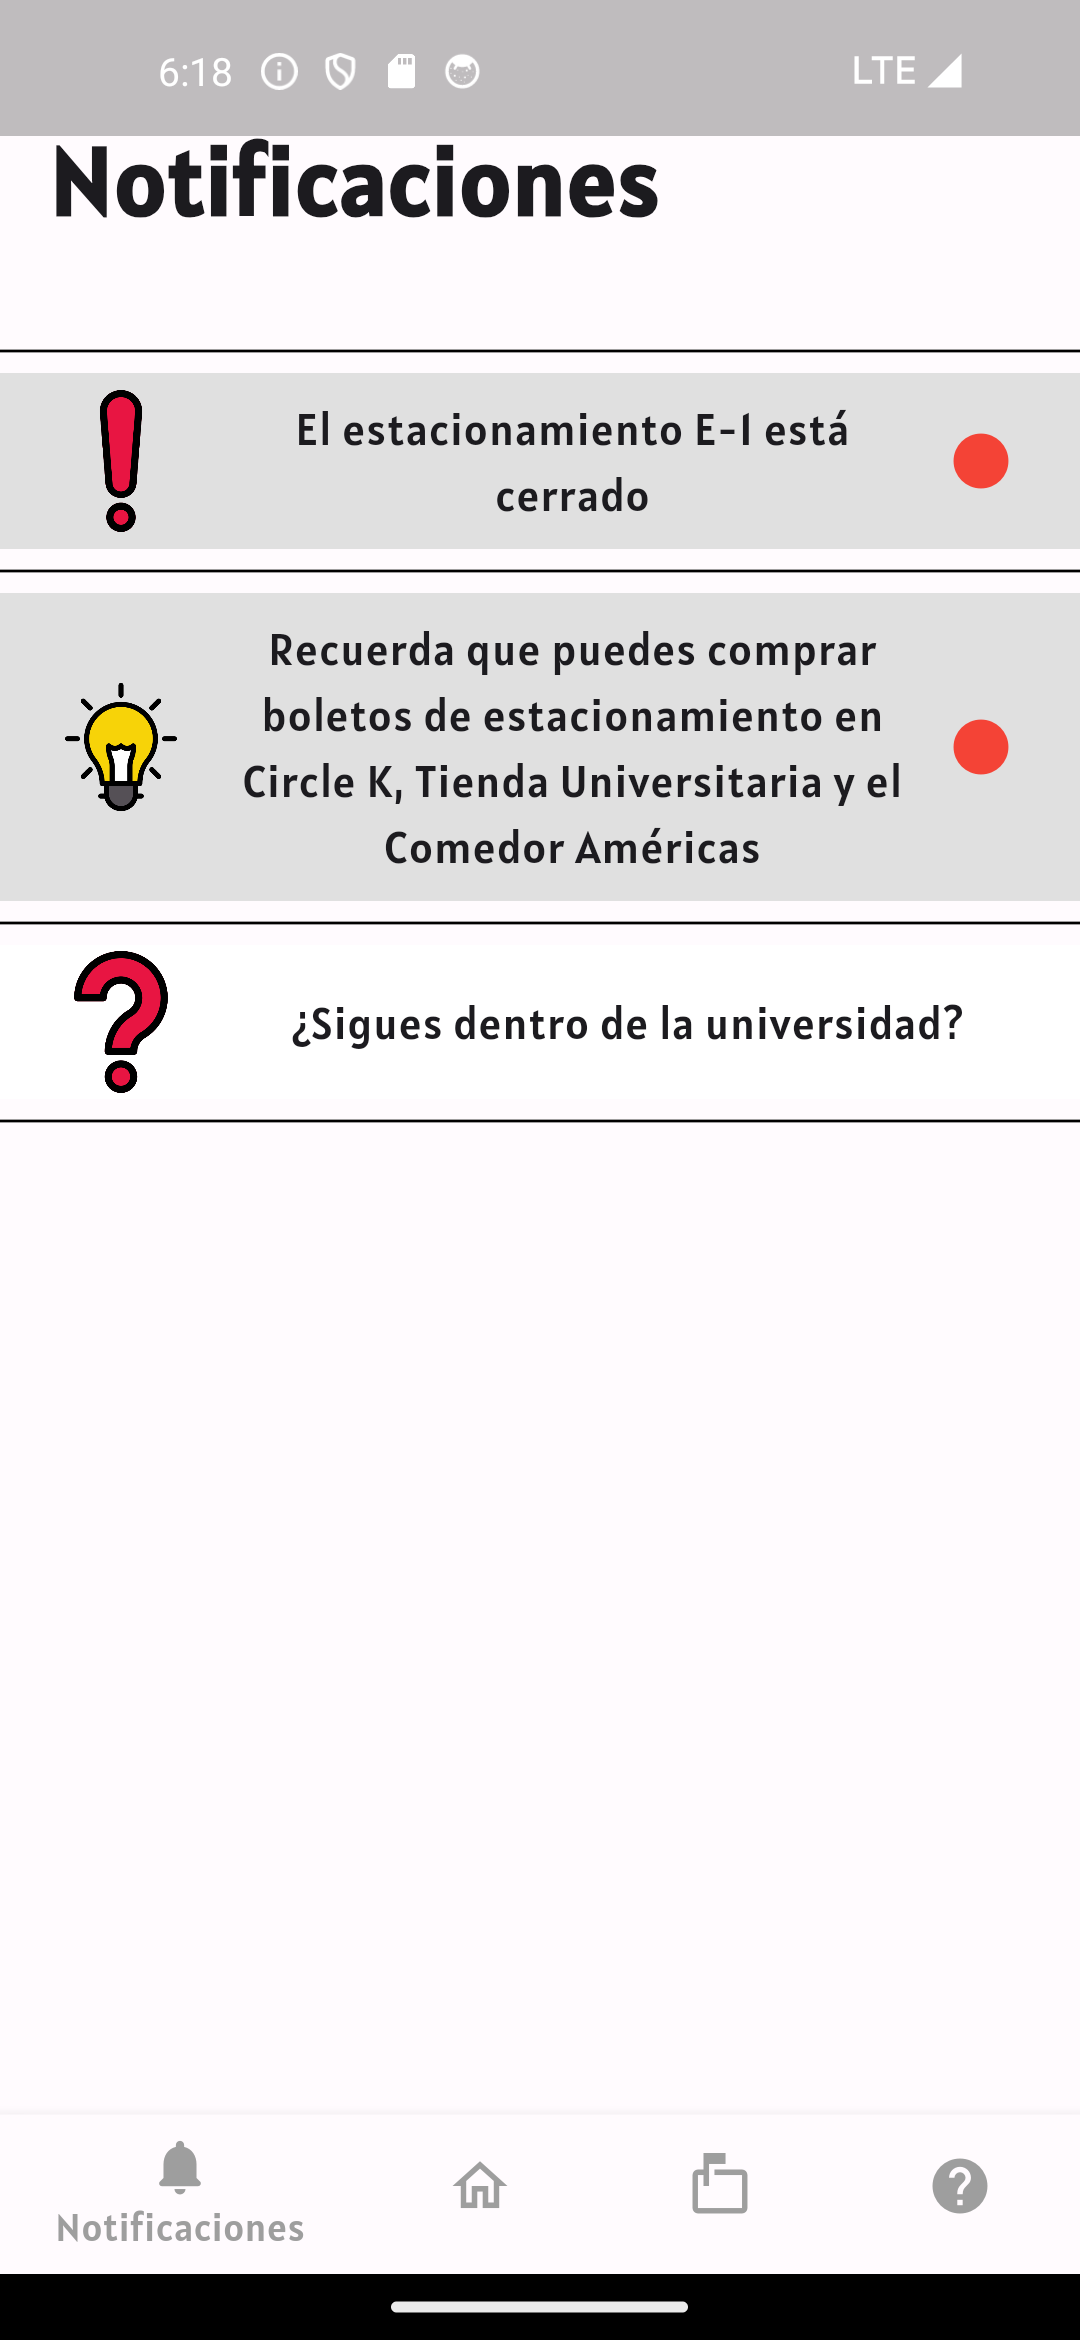 6:18
LTE
Notificaciones
El estacionamiento E-1 está
cerrado
Recuerda que puedes comprar
boletos de estacionamiento en
Circle K, Tienda Universitaria y el
Comedor Américas
¿Sigues dentro de la universidad?
Notificaciones